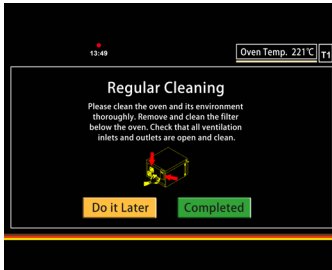 13:49
Oven Temp. 221℃
T1
Regular Cleaning
Please clean the oven and its environment
thoroughly. Remove and clean the filter
below the oven. Check that all ventilation
inlets and outlets are open and clean.
Do it Later
Completed